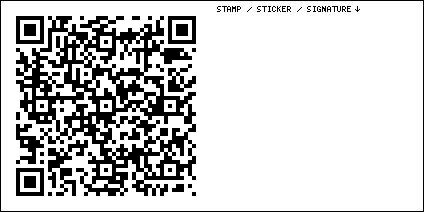 STAMP / STICKER / SIGNATURE ↓